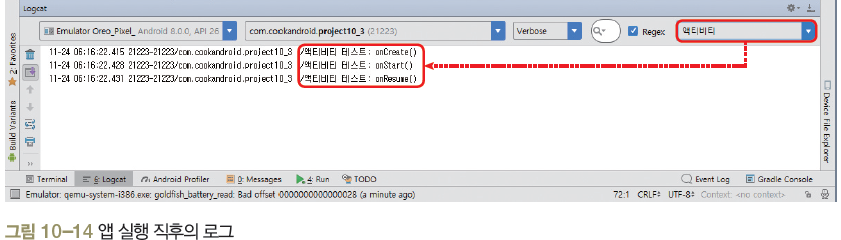 Logcat
Emulator Oreo_Pixel_ Android 8.0.0, API 26 com.cookandroid.project10_3 (21223) Verbose Regex 액티비티
11-24 06:16:22.415 21223-21223/com.cookandroid.project10_3 /액티비티 테스트: onCreate()
11-24 06:16:22.428 21223-21223/com.cookandroid.project10_3 /액티비티 테스트: onStart()
11-24 06:16:22.431 21223-21223/com.cookandroid.project10_3 /액티비티 테스트: onResume()
2: Favorites
Build Variants
Device File Explorer
Terminal 6: Logcat Android Profiler 0: Messages 4: Run TODO Event Log Gradle Console
Emulator: qemu-system-i386.exe: goldfish_battery_read: Bad offset 0000000000000028 (a minute ago) 72:1 CRLF÷ UTF-8÷ Context: <no context>
그림 10-14 앱 실행 직후의 로그